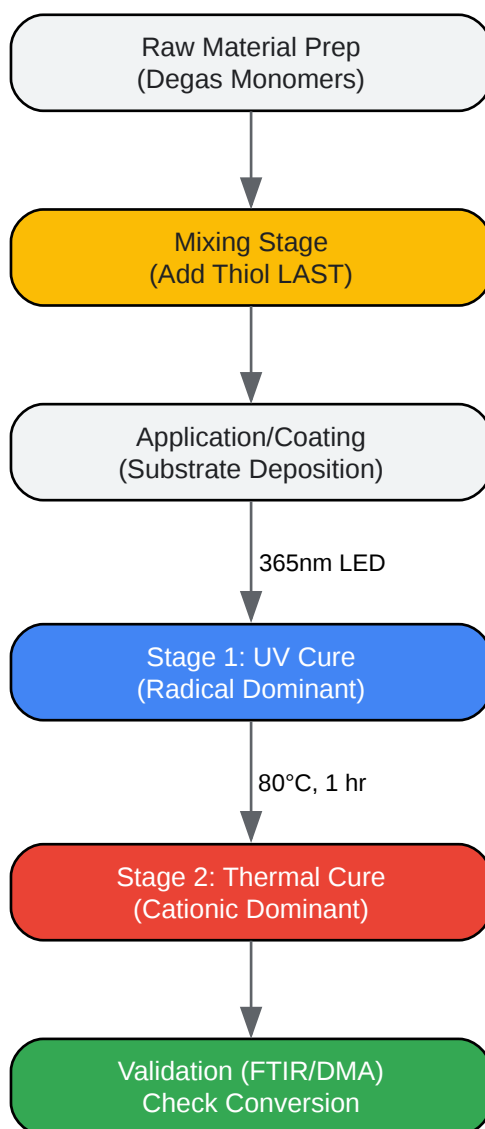 Raw Material Prep
(Degas Monomers)
Mixing Stage
(Add Thiol LAST)
Application/Coating
(Substrate Deposition)
365nm LED
Stage 1: UV Cure
(Radical Dominant)
80°C, 1 hr
Stage 2: Thermal Cure
(Cationic Dominant)
Validation (FTIR/DMA)
Check Conversion